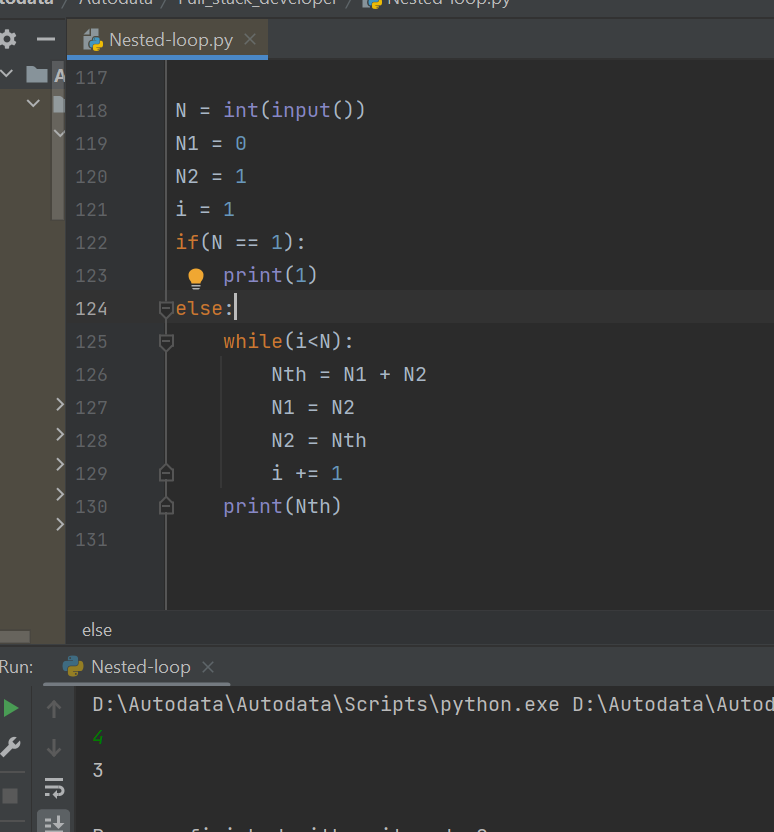 Autodata / Full_stack_developer / Nested-loop.py
Nested-loop.py
117
118 N = int(input())
119 N1 = 0
120 N2 = 1
121 i = 1
122 if(N == 1):
123 print(1)
124 else:
125 while(i<N):
126 Nth = N1 + N2
127 N1 = N2
128 N2 = Nth
129 i += 1
130 print(Nth)
131
else
Run: Nested-loop
D:\Autodata\Autodata\Scripts\python.exe D:\Autodata\Autod
4
3